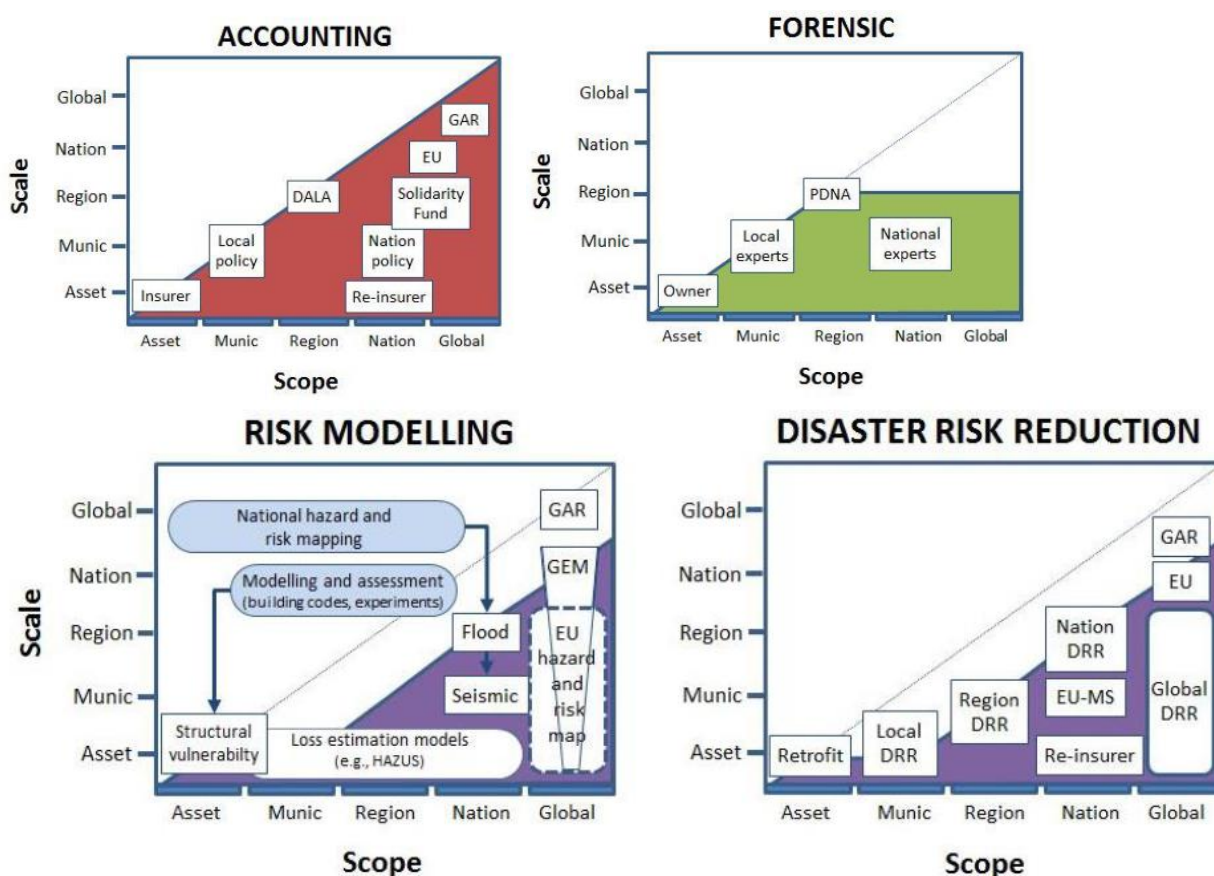 ACCOUNTING
Scale
Global
Nation
Region
Munic
Asset
GAR
EU
DALA
Solidarity
Fund
Local
policy
Nation
policy
Insurer
Re-insurer
Asset
Munic
Region
Nation
Global
Scope
FORENSIC
Scale
Global
Nation
Region
Munic
Asset
PDNA
Local
experts
National
experts
Owner
Asset
Munic
Region
Nation
Global
Scope
RISK MODELLING
Scale
Global
Nation
Region
Munic
Asset
National hazard and
risk mapping
Modelling and assessment
(building codes, experiments)
GAR
GEM
Flood
Seismic
EU
hazard
and
risk
map
Structural
vulnerabilty
Loss estimation models
(e.g., HAZUS)
Asset
Munic
Region
Nation
Global
Scope
DISASTER RISK REDUCTION
Scale
Global
Nation
Region
Munic
Asset
GAR
EU
Nation
DRR
Region
DRR
EU-MS
Global
DRR
Retrofit
Local
DRR
Re-insurer
Asset
Munic
Region
Nation
Global
Scope